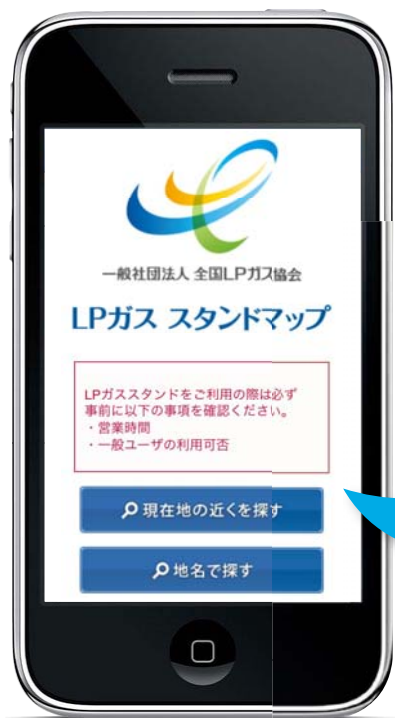 一般社団法人 全国LPガス協会
LPガス スタンドマップ
LPガススタンドをご利用の際は必ず
事前に以下の事項を確認ください。
・営業時間
・一般ユーザの利用可否
現在地の近くを探す
地名で探す